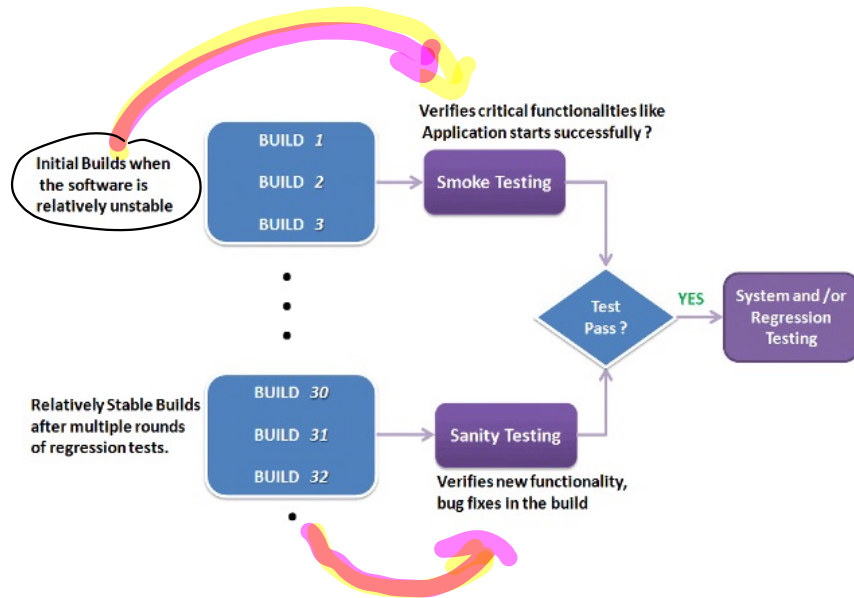 Verifies critical functionalities like
Application starts successfully ?
Initial Builds when
the software is
relatively unstable
BUILD 1
BUILD 2
BUILD 3
Smoke Testing
Test
Pass ?
YES
System and /or
Regression
Testing
Relatively Stable Builds
after multiple rounds
of regression tests.
BUILD 30
BUILD 31
BUILD 32
Sanity Testing
Verifies new functionality,
bug fixes in the build